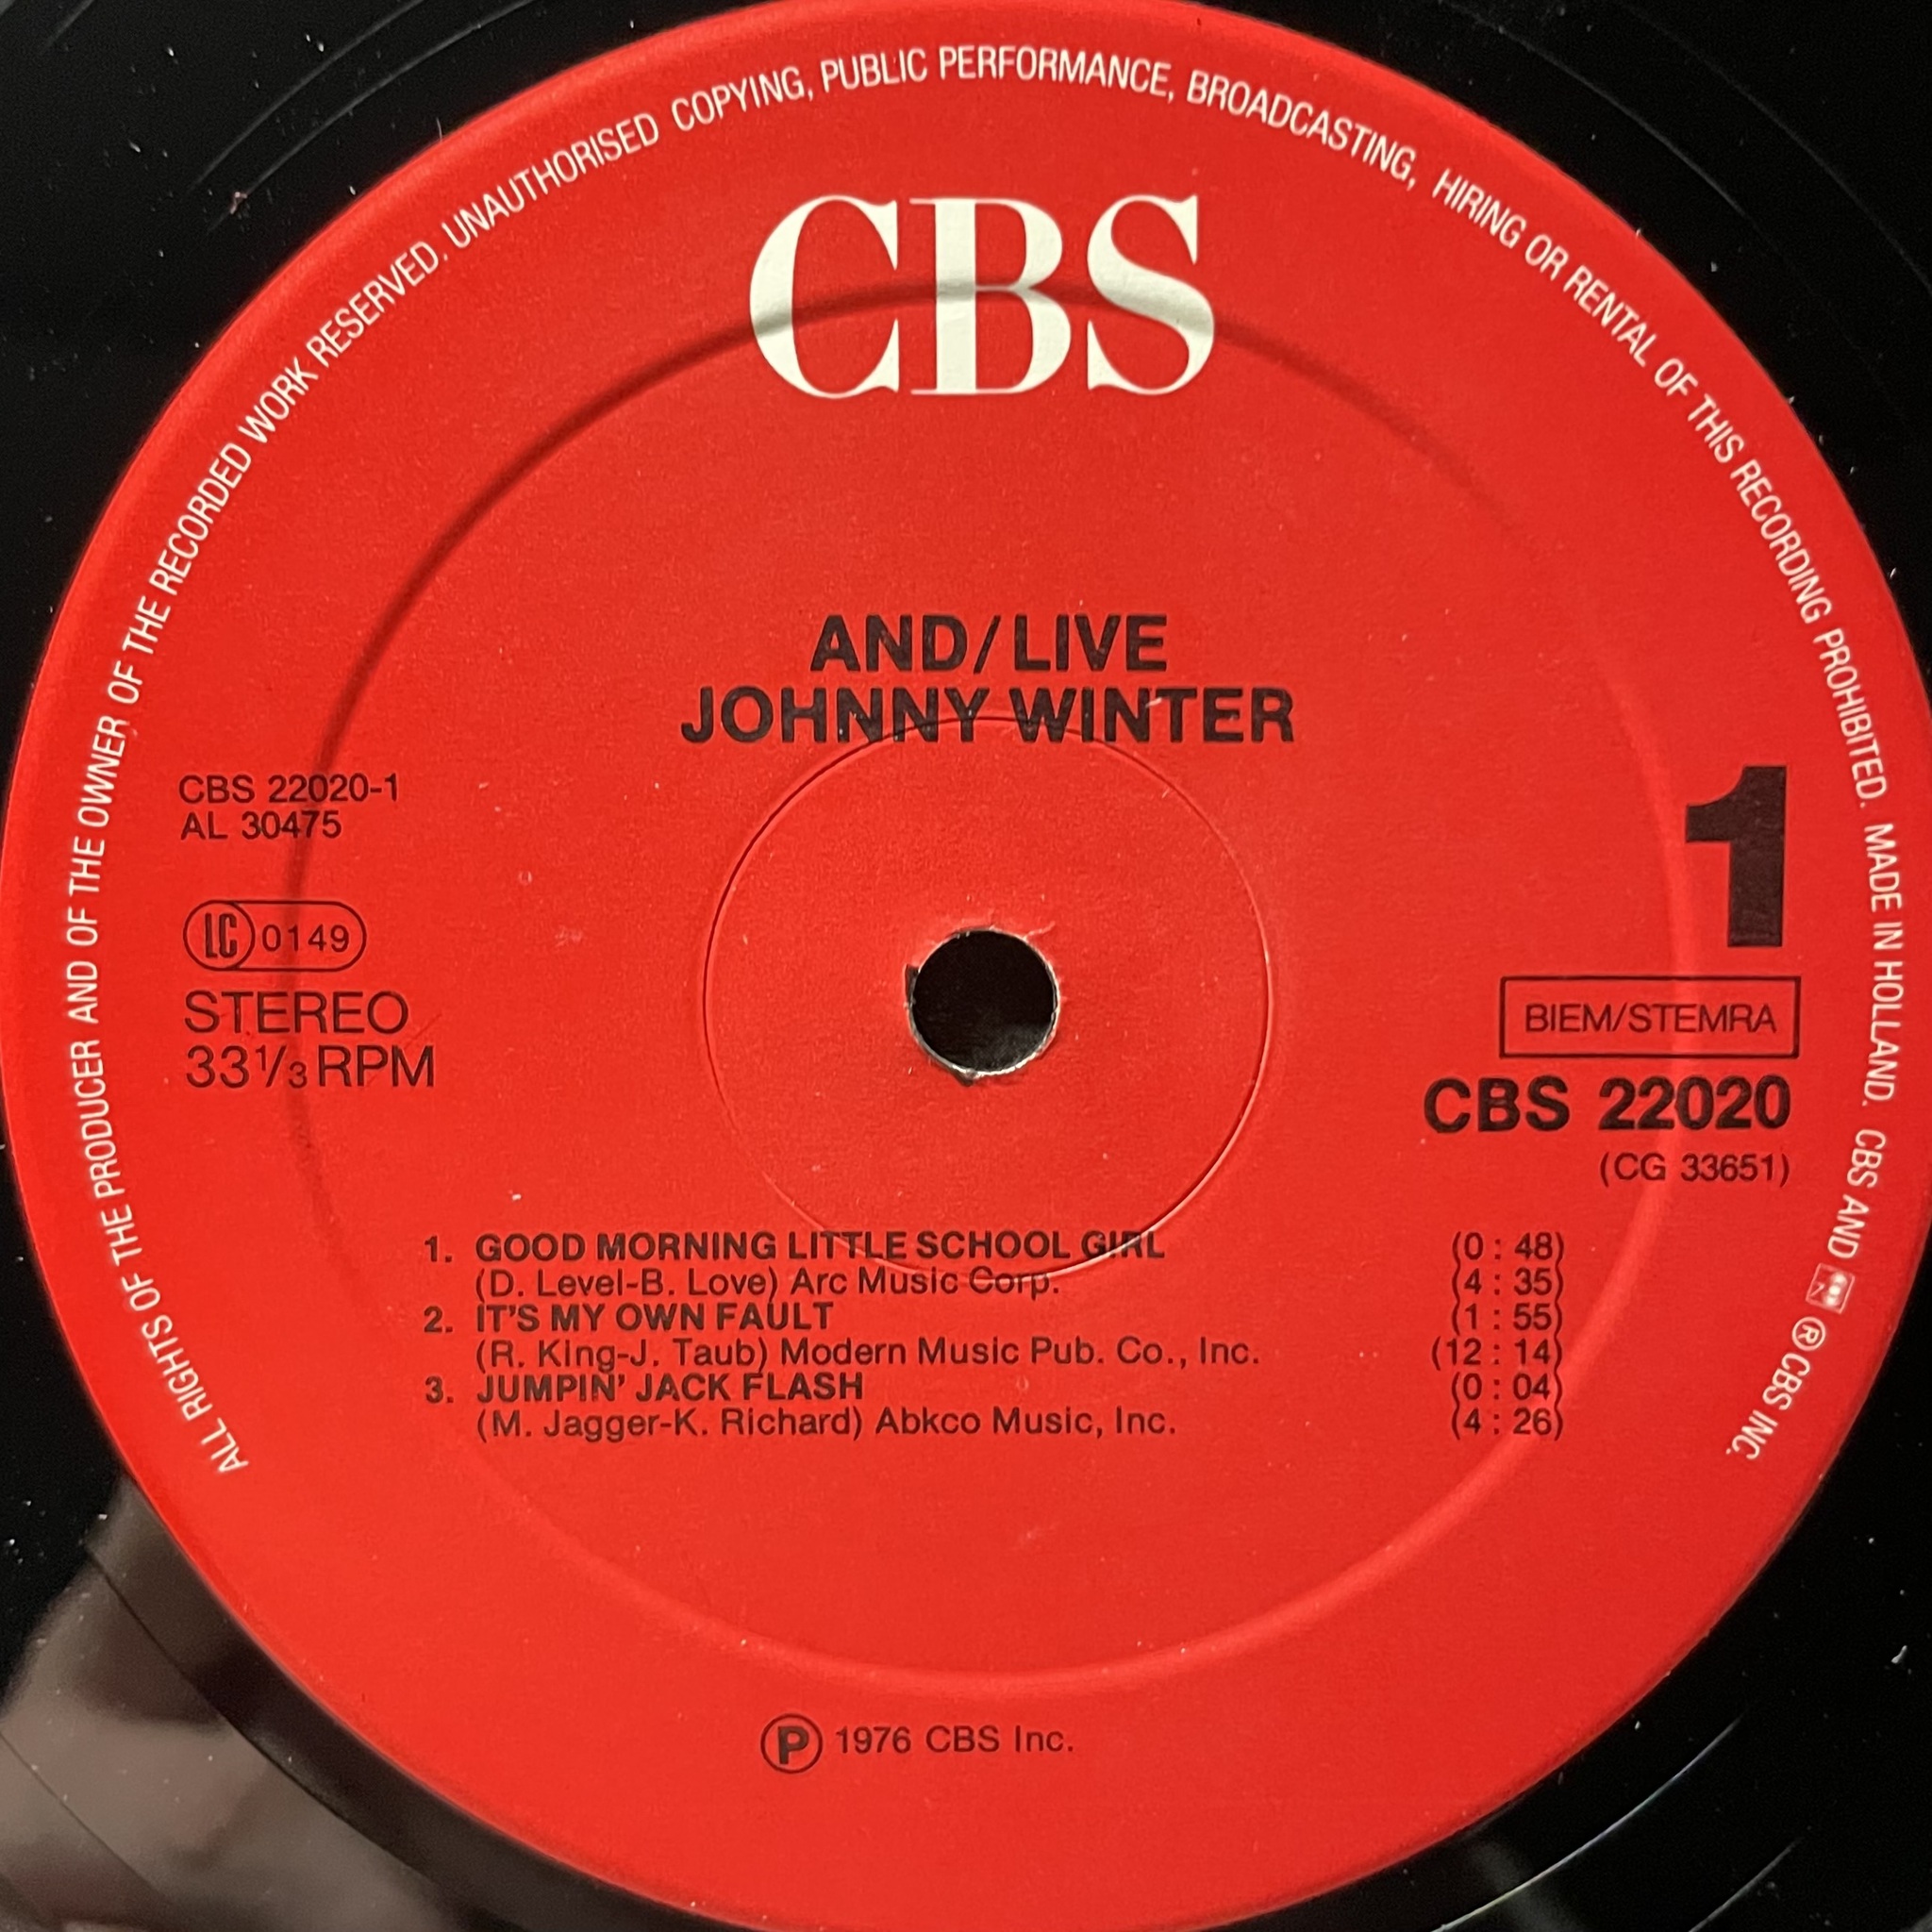 ALL RIGHTS OF THE PRODUCER AND OF THE OWNER OF THE RECORDED WORK RESERVED. UNAUTHORISED COPYING, PUBLIC PERFORMANCE, BROADCASTING, HIRING OR RENTAL OF THIS RECORDING PROHIBITED. MADE IN HOLLAND. CBS AND ® CBS INC.
CBS
AND/LIVE
JOHNNY WINTER
CBS 22020-1
AL 30475
LC 0149
STEREO
33⅓ RPM
1
BIEM/STEMRA
CBS 22020
(CG 33651)
1. GOOD MORNING LITTLE SCHOOL GIRL (0 : 48)
(D. Level-B. Love) Arc Music Corp. (4 : 35)
2. IT'S MY OWN FAULT (1 : 55)
(R. King-J. Taub) Modern Music Pub. Co., Inc. (12 : 14)
3. JUMPIN' JACK FLASH (0 : 04)
(M. Jagger-K. Richard) Abkco Music, Inc. (4 : 26)
℗ 1976 CBS Inc.